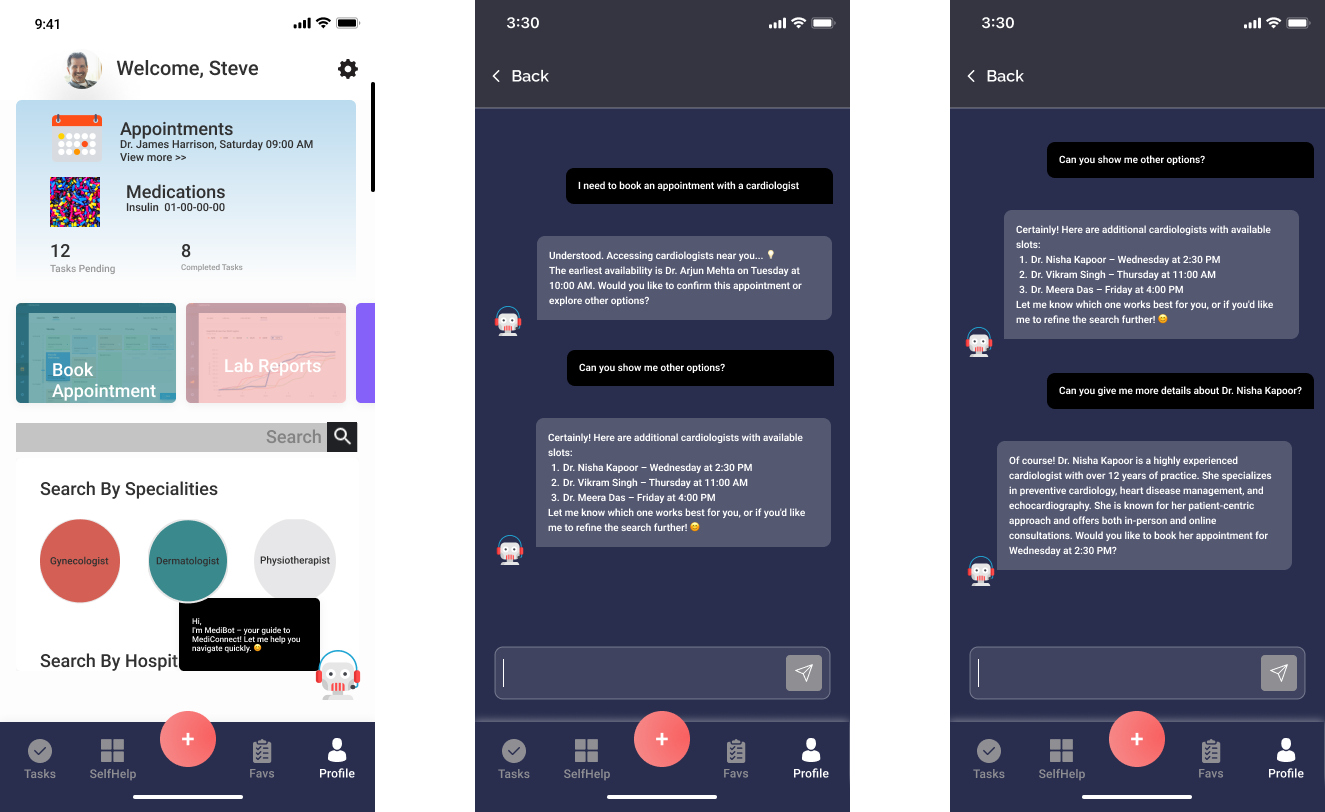 9:41
Welcome, Steve
Appointments
Dr. James Harrison, Saturday 09:00 AM
View more >>
Medications
Insulin 01-00-00-00
12
Tasks Pending
8
Completed Tasks
Book
Appointment
Lab Reports
Search
Search By Specialities
Gynecologist
Dermatologist
Physiotherapist
Hi,
I'm MediBot – your guide to
MediConnect! Let me help you
navigate quickly. 😊
Search By Hospit
+
Tasks
SelfHelp
Favs
Profile
3:30
Back
I need to book an appointment with a cardiologist
Understood. Accessing cardiologists near you... 💡
The earliest availability is Dr. Arjun Mehta on Tuesday at
10:00 AM. Would you like to confirm this appointment or
explore other options?
Can you show me other options?
Certainly! Here are additional cardiologists with available
slots:
1. Dr. Nisha Kapoor – Wednesday at 2:30 PM
2. Dr. Vikram Singh – Thursday at 11:00 AM
3. Dr. Meera Das – Friday at 4:00 PM
Let me know which one works best for you, or if you'd like
me to refine the search further! 😊
+
Tasks
SelfHelp
Favs
Profile
3:30
Back
Can you show me other options?
Certainly! Here are additional cardiologists with available
slots:
1. Dr. Nisha Kapoor – Wednesday at 2:30 PM
2. Dr. Vikram Singh – Thursday at 11:00 AM
3. Dr. Meera Das – Friday at 4:00 PM
Let me know which one works best for you, or if you'd like
me to refine the search further! 😊
Can you give me more details about Dr. Nisha Kapoor?
Of course! Dr. Nisha Kapoor is a highly experienced
cardiologist with over 12 years of practice. She specializes
in preventive cardiology, heart disease management, and
echocardiography. She is known for her patient-centric
approach and offers both in-person and online
consultations. Would you like to book her appointment for
Wednesday at 2:30 PM?
+
Tasks
SelfHelp
Favs
Profile